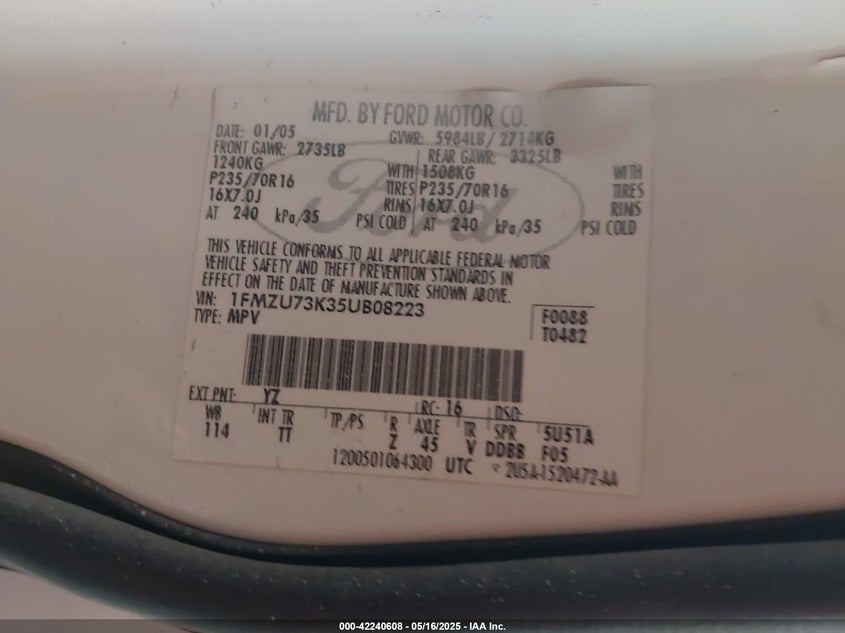 MFD. BY FORD MOTOR CO.
DATE: 01/05 GVWR: 5984LB/ 2714KG
FRONT GAWR: 2735LB REAR GAWR: 3325LB
1240KG WITH 1508KG WITH
P235/70R16 TIRES P235/70R16 TIRES
16X7.0J RIMS 16X7.0J RIMS
AT 240 kPa/35 PSI COLD AT 240 kPa/35 PSI COLD
Ford
THIS VEHICLE CONFORMS TO ALL APPLICABLE FEDERAL MOTOR
VEHICLE SAFETY AND THEFT PREVENTION STANDARDS IN
EFFECT ON THE DATE OF MANUFACTURE SHOWN ABOVE.
VIN: 1FMZU73K35UB08223 F0088
TYPE: MPV T0482
EXT PNT: YZ RC: 16 DSO:
WB INT TR TP/PS R AXLE TR SPR 5U51A
114 TT Z 45 V DDBB F05
1200501064300 UTC 2U5A-1520472-AA
000-42240608 - 05/16/2025 - IAA Inc.